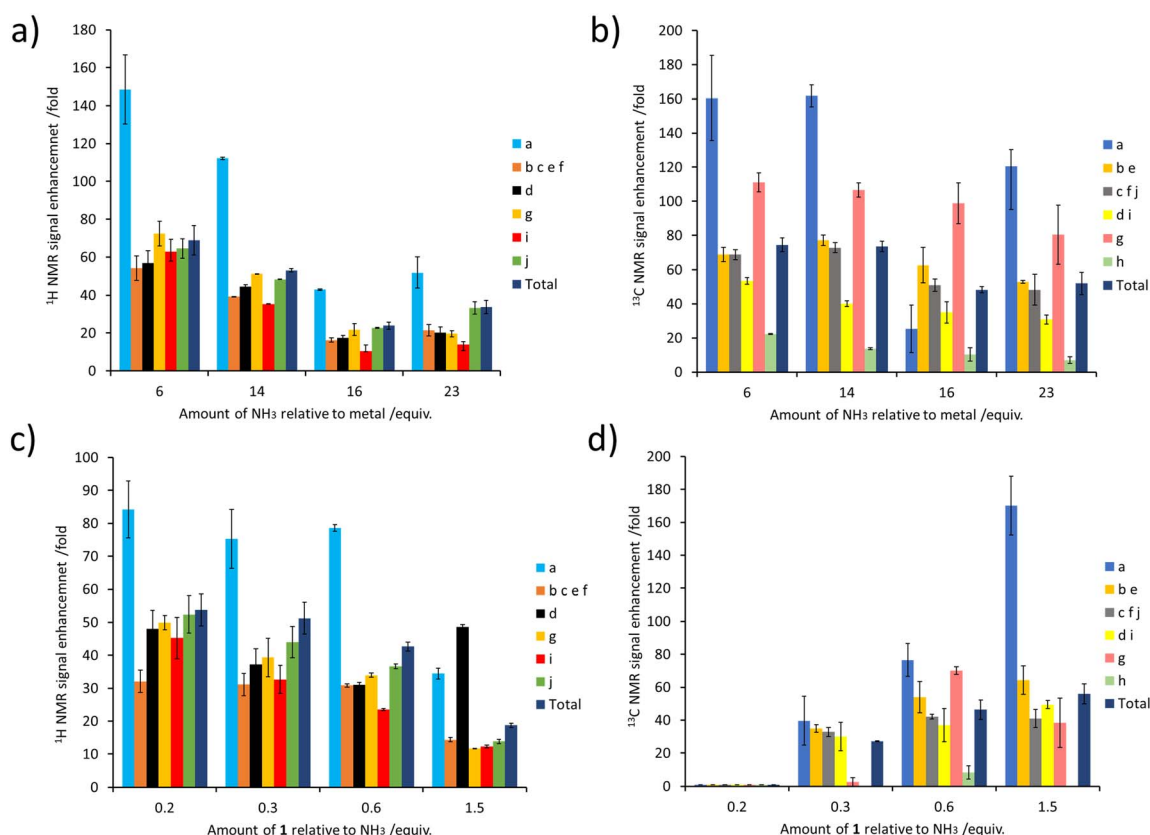 a)
¹H NMR signal enhancemnet /fold
180
160
140
120
100
80
60
40
20
0
6 14 16 23
Amount of NH₃ relative to metal /equiv.
a
b c e f
d
g
i
j
Total
b)
¹³C NMR signal enhancement /fold
200
180
160
140
120
100
80
60
40
20
0
6 14 16 23
Amount of NH₃ relative to metal /equiv.
a
b e
c f j
d i
g
h
Total
c)
¹H NMR signal enhancemnet /fold
100
90
80
70
60
50
40
30
20
10
0
0.2 0.3 0.6 1.5
Amount of 1 relative to NH₃ /equiv.
a
b c e f
d
g
i
j
Total
d)
¹³C NMR signal enhancement /fold
200
180
160
140
120
100
80
60
40
20
0
0.2 0.3 0.6 1.5
Amount of 1 relative to NH₃ /equiv.
a
b e
c f j
d i
g
h
Total